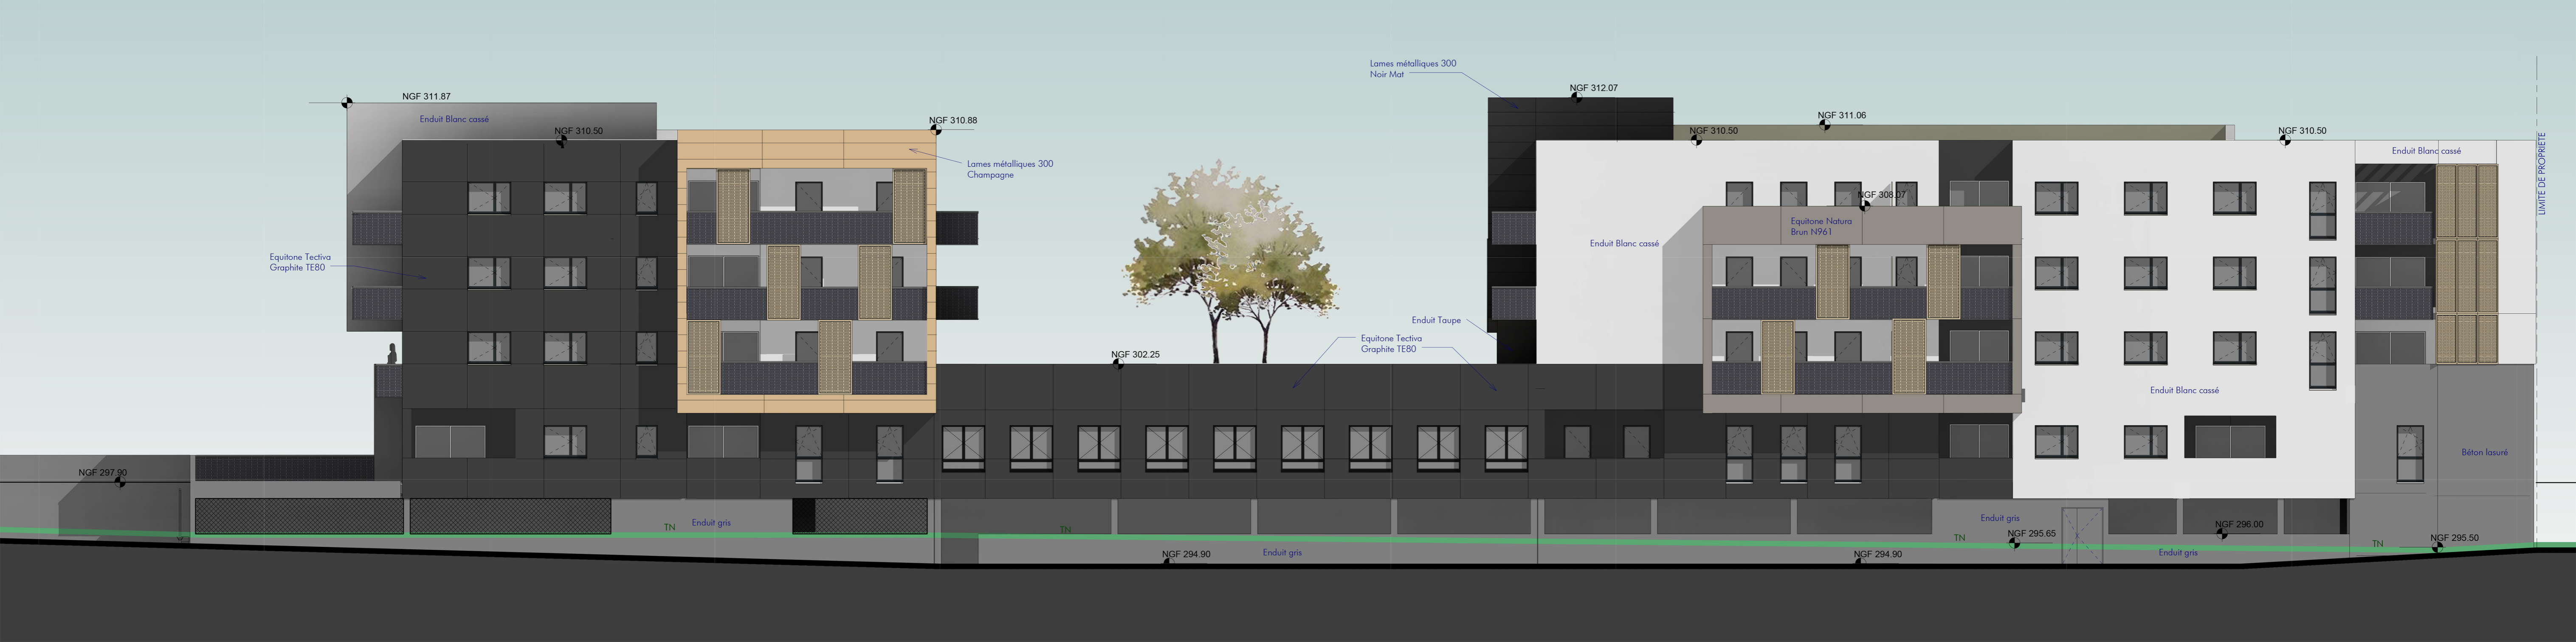 Lames métalliques 300
Noir Mat
NGF 312.07
NGF 311.87
Enduit Blanc cassé
NGF 310.50
NGF 310.88
Lames métalliques 300
Champagne
NGF 311.06
NGF 310.50
NGF 310.50
Enduit Blanc cassé
LIMITE DE PROPRIETE
NGF 308.07
Equitone Natura
Brun N961
Enduit Blanc cassé
Equitone Tectiva
Graphite TE80
Enduit Taupe
Equitone Tectiva
Graphite TE80
NGF 302.25
Enduit Blanc cassé
Béton lasuré
NGF 297.90
TN
Enduit gris
TN
Enduit gris
NGF 296.00
TN
NGF 295.65
NGF 295.50
TN
NGF 294.90
Enduit gris
NGF 294.90
Enduit gris